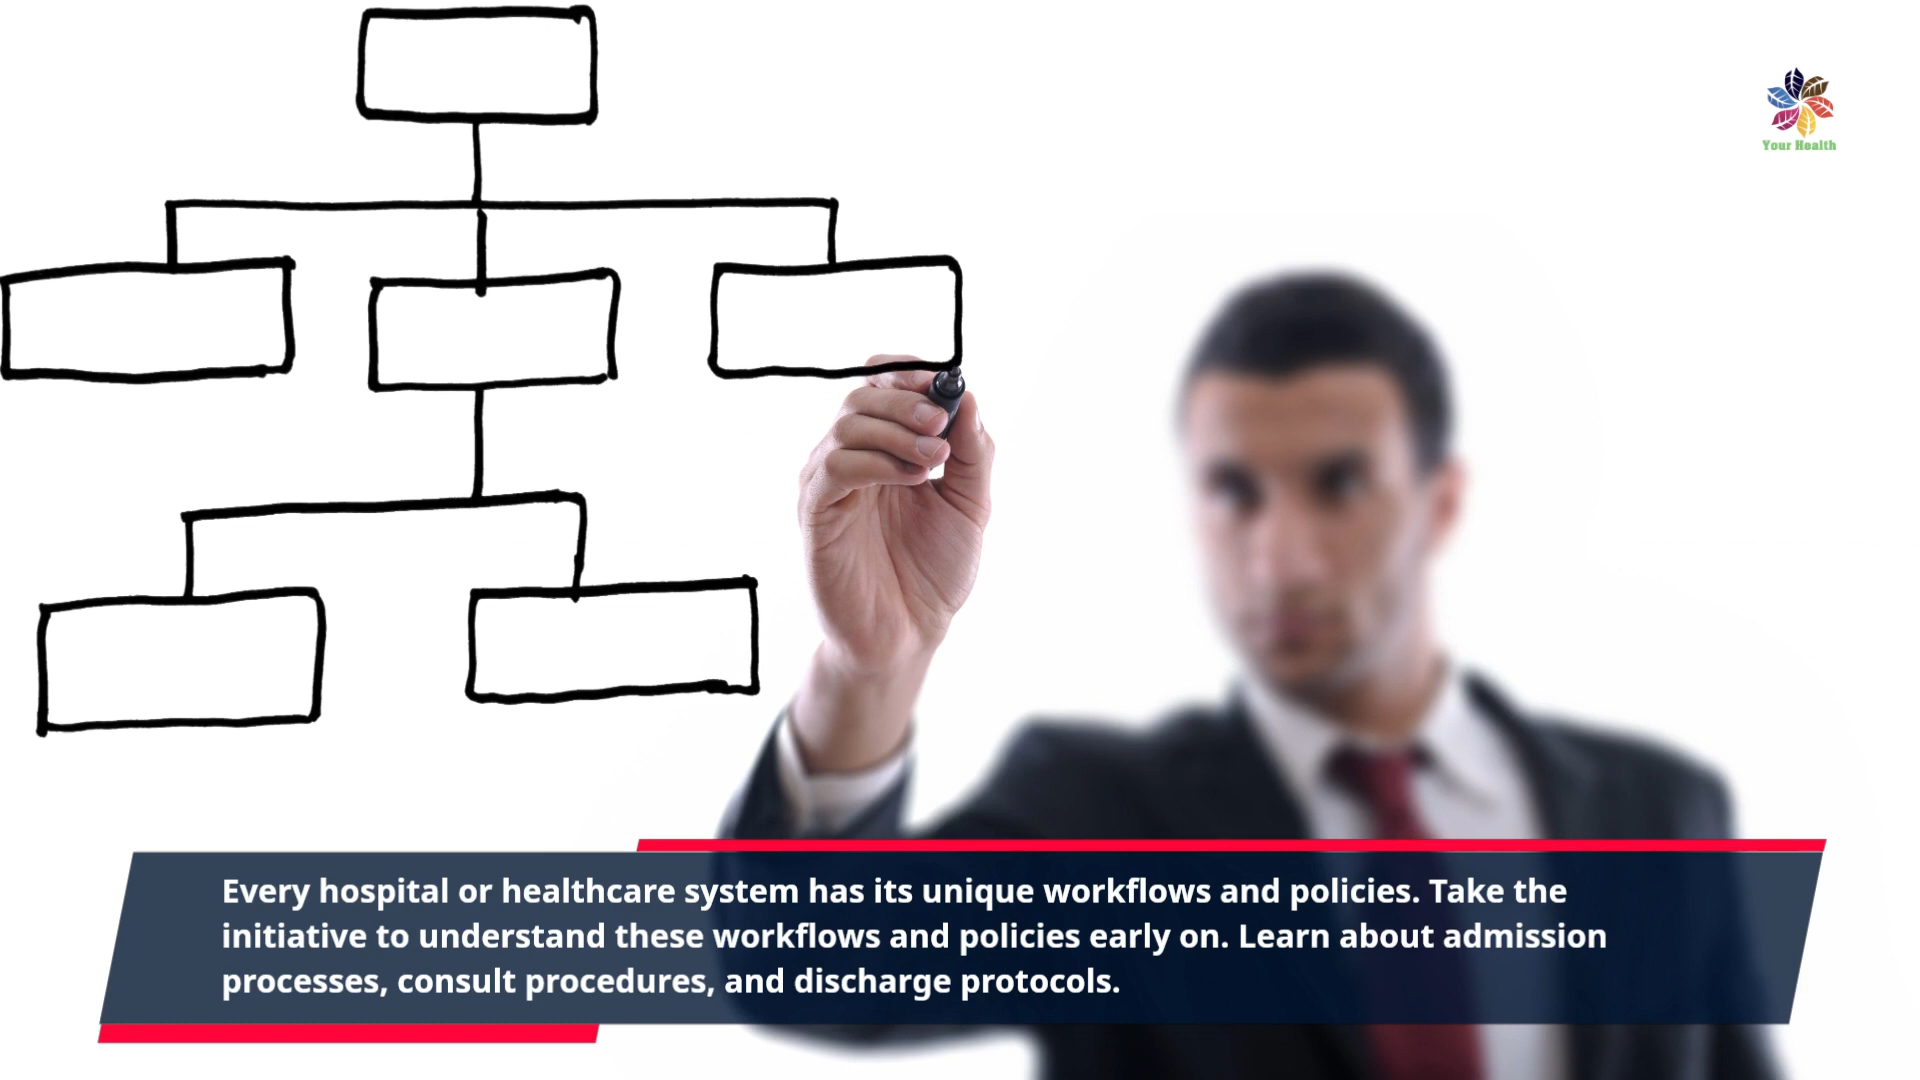 Your Health
Every hospital or healthcare system has its unique workflows and policies. Take the
initiative to understand these workflows and policies early on. Learn about admission
processes, consult procedures, and discharge protocols.